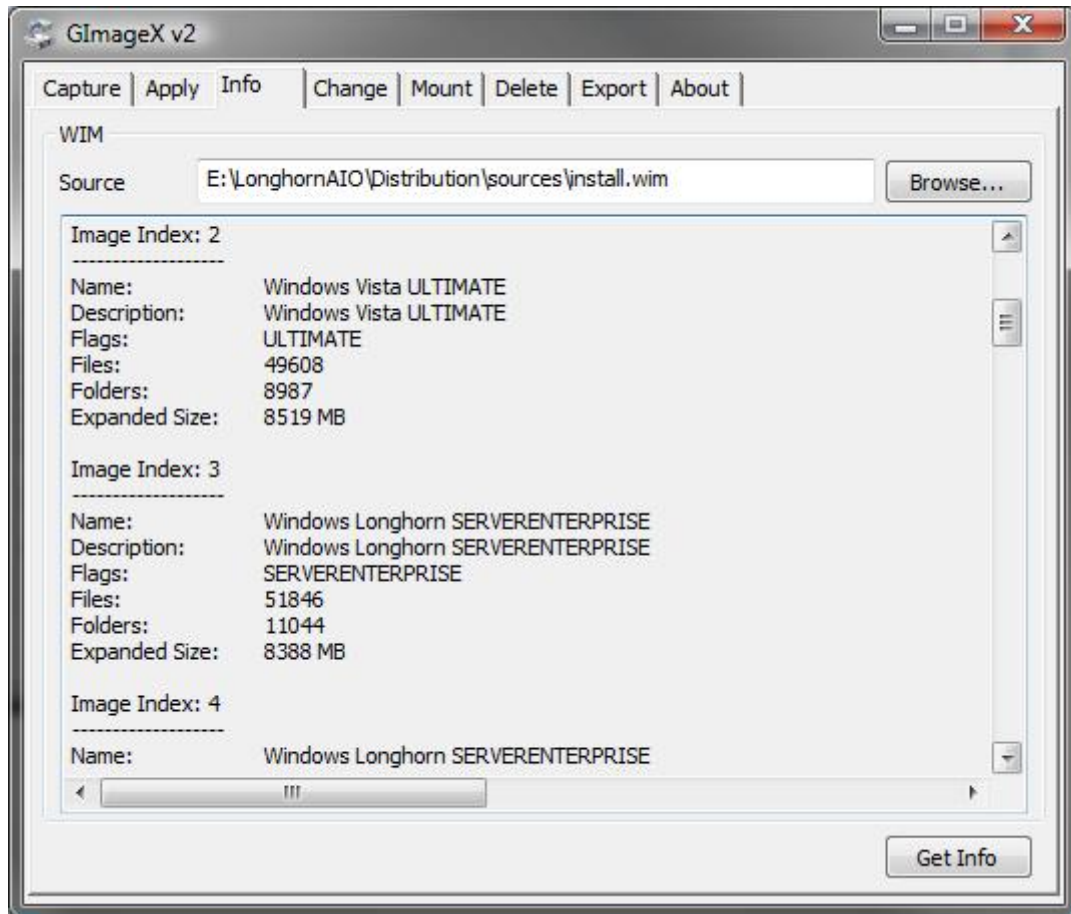 GImageX v2
Capture Apply Info Change Mount Delete Export About
WIM
Source E:\LonghornAIO\Distribution\sources\install.wim Browse...
Image Index: 2
-------------------
Name: Windows Vista ULTIMATE
Description: Windows Vista ULTIMATE
Flags: ULTIMATE
Files: 49608
Folders: 8987
Expanded Size: 8519 MB
Image Index: 3
-------------------
Name: Windows Longhorn SERVERENTERPRISE
Description: Windows Longhorn SERVERENTERPRISE
Flags: SERVERENTERPRISE
Files: 51846
Folders: 11044
Expanded Size: 8388 MB
Image Index: 4
-------------------
Name: Windows Longhorn SERVERENTERPRISE
Get Info